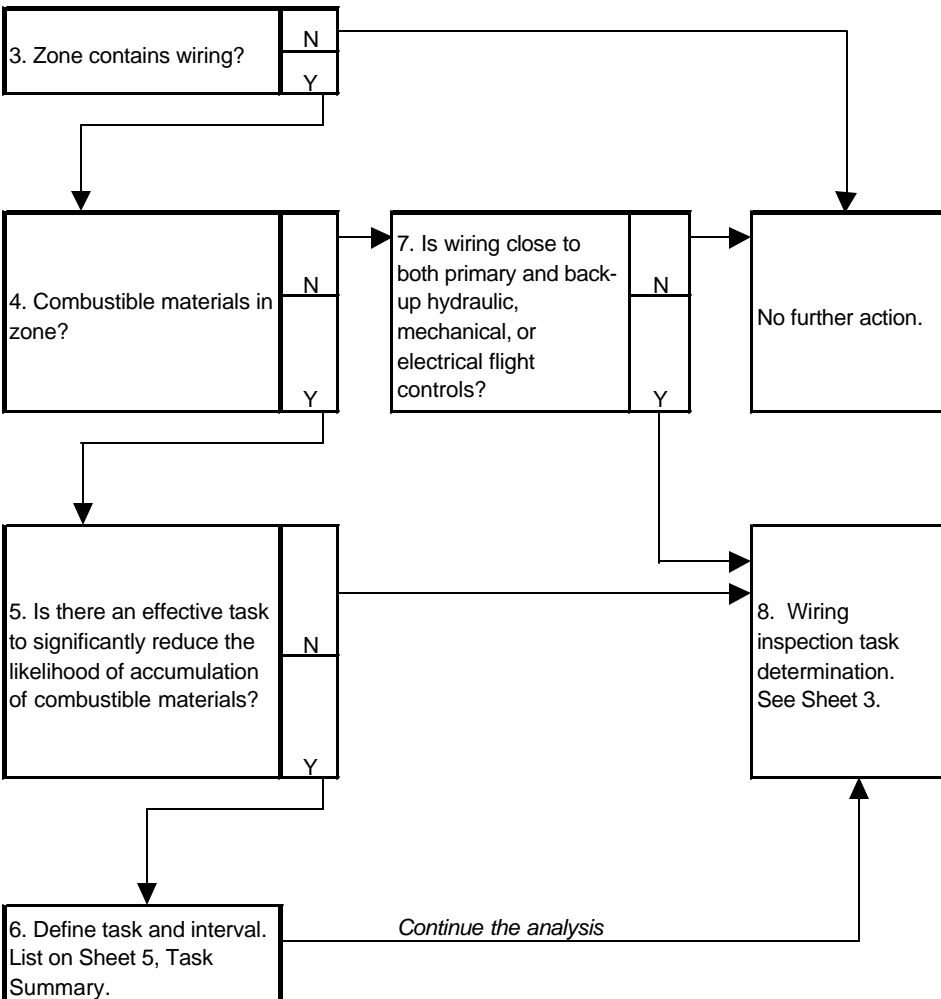 3. Zone contains wiring?
N
Y
4. Combustible materials in
zone?
N
Y
7. Is wiring close to
both primary and back-
up hydraulic,
mechanical, or
electrical flight
controls?
N
Y
No further action.
5. Is there an effective task
to significantly reduce the
likelihood of accumulation
of combustible materials?
N
Y
8. Wiring
inspection task
determination.
See Sheet 3.
6. Define task and interval.
List on Sheet 5, Task
Summary.
Continue the analysis